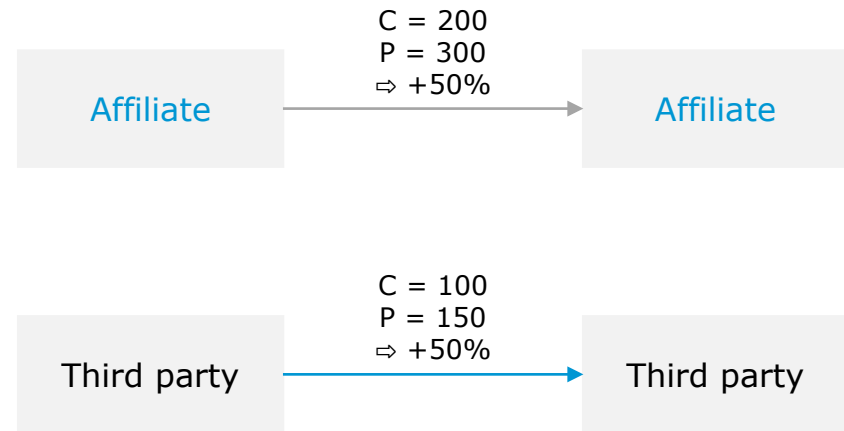 C = 200
P = 300
⇨ +50%
Affiliate
Affiliate
C = 100
P = 150
⇨ +50%
Third party
Third party